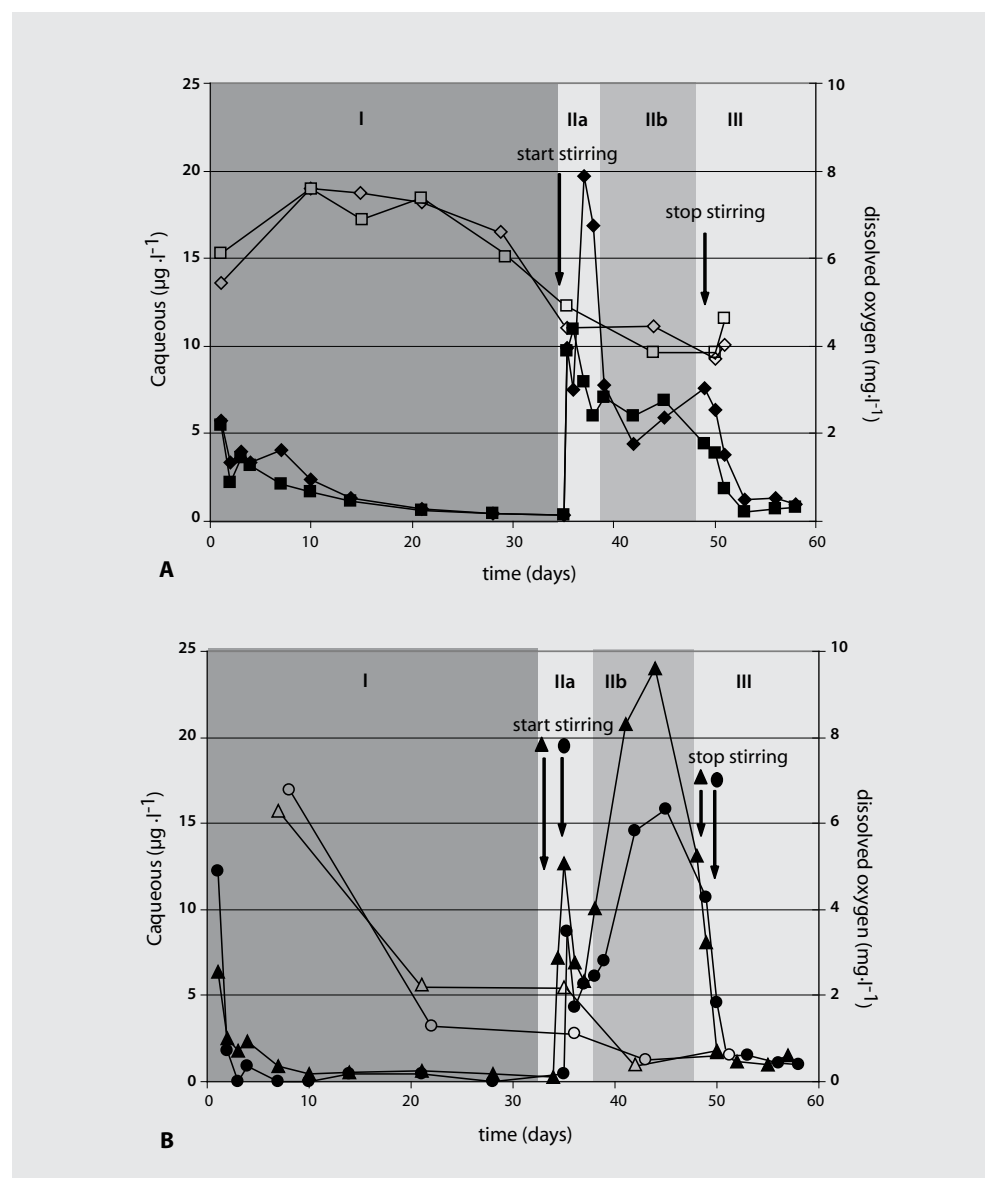 25
20
15
10
5
0
10
8
6
4
2
I
IIa
IIb
III
start stirring
stop stirring
Caqueous (µg ·l-1)
dissolved oxygen (mg·l-1)
0
10
20
30
40
50
60
time (days)
A
25
20
15
10
5
0
10
8
6
4
2
0
I
IIa
IIb
III
start stirring
stop stirring
Caqueous (µg ·l-1)
dissolved oxygen (mg·l-1)
0
10
20
30
40
50
60
time (days)
B